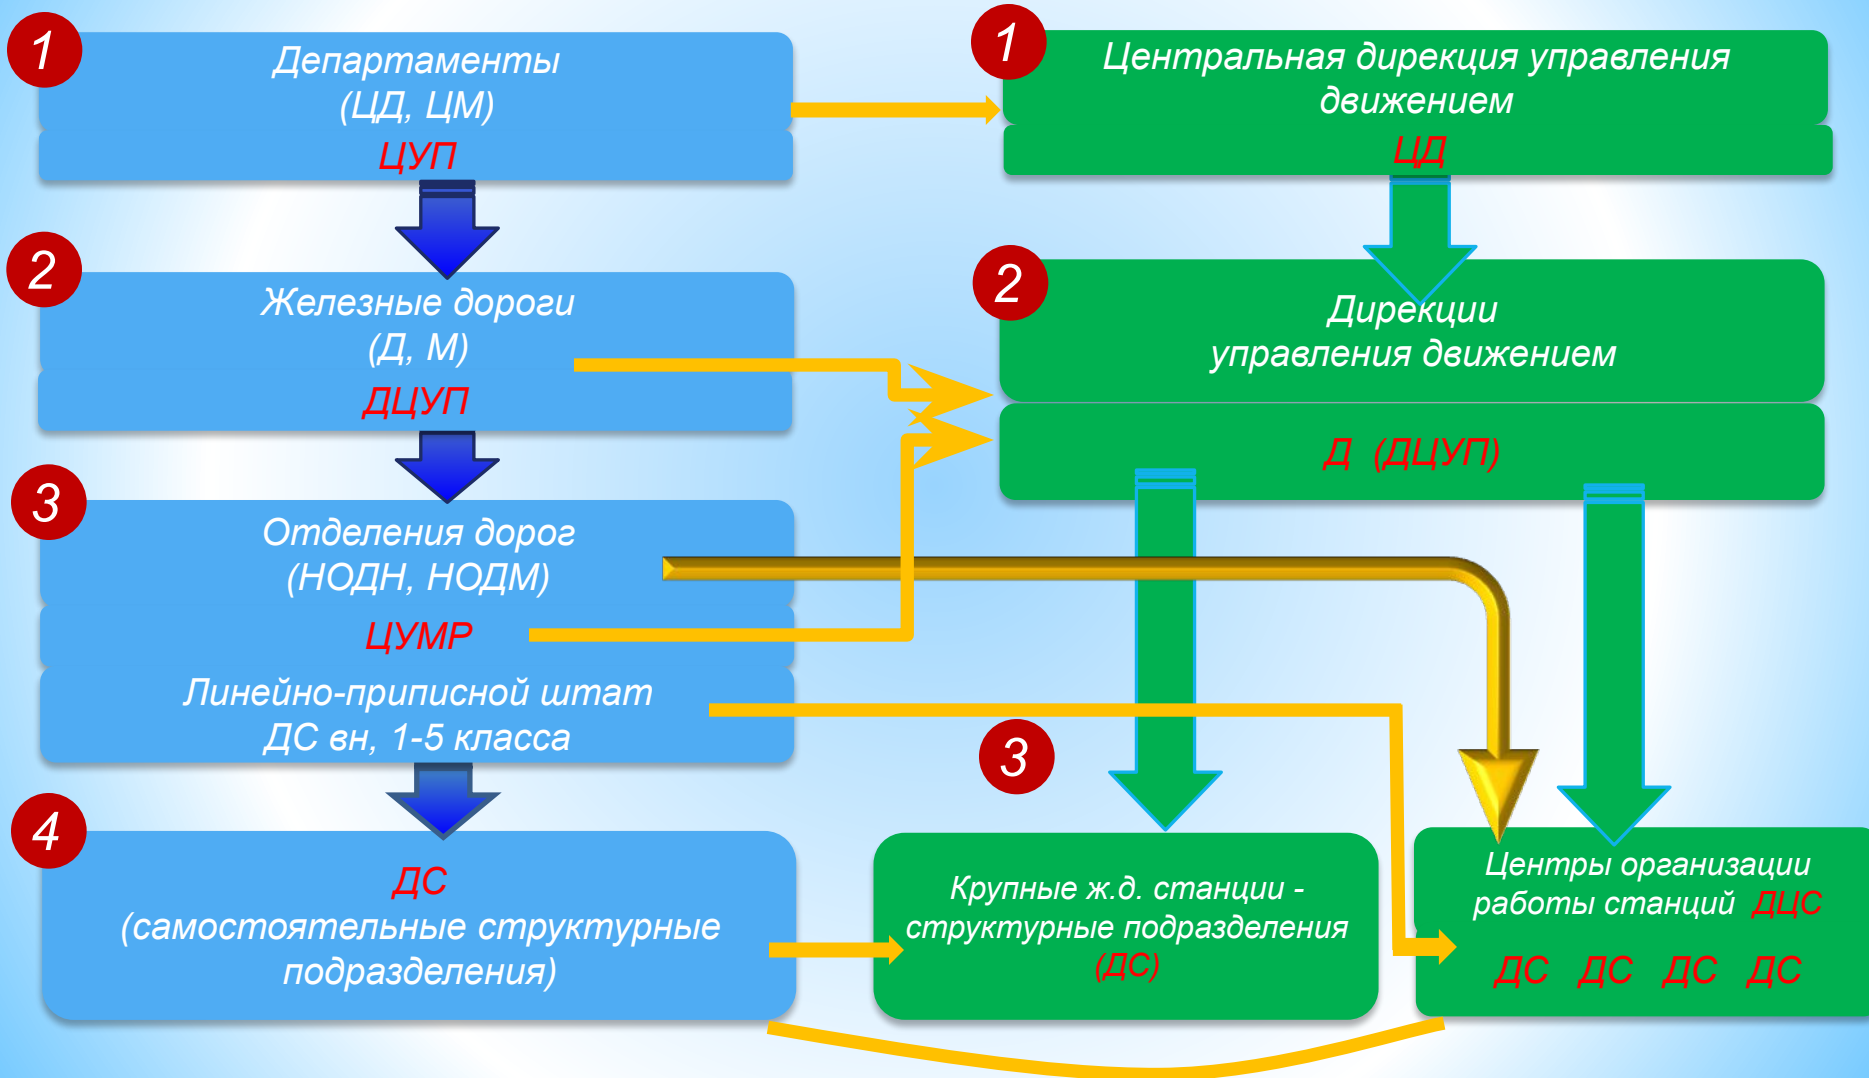 1
Департаменты
(ЦД, ЦМ)
ЦУП
2
Железные дороги
(Д, М)
ДЦУП
3
Отделения дорог
(НОДН, НОДМ)
ЦУМР
Линейно-приписной штат
ДС вн, 1-5 класса
4
ДС
(самостоятельные структурные
подразделения)
1
Центральная дирекция управления
движением
ЦД
2
Дирекции
управления движением
Д (ДЦУП)
3
Крупные ж.д. станции -
структурные подразделения
(ДС)
Центры организации
работы станций ДЦС
ДС ДС ДС ДС